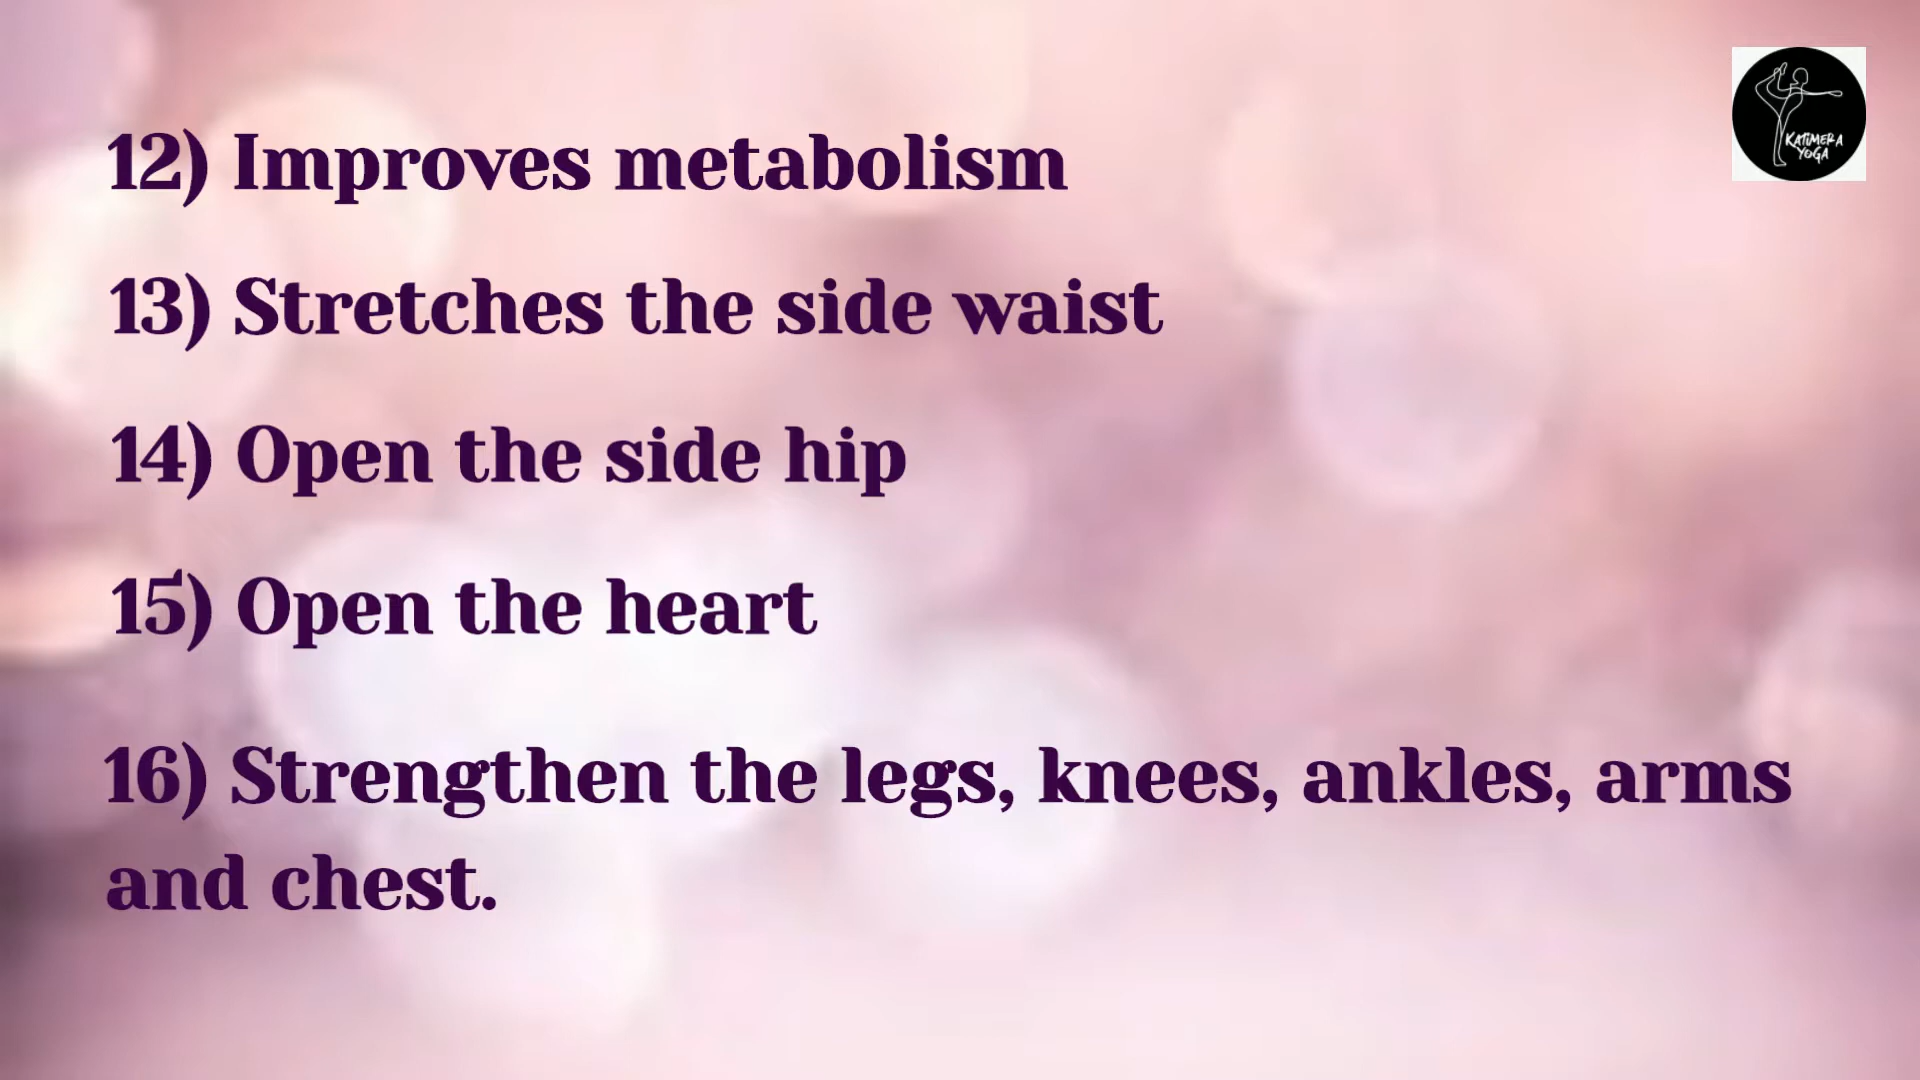 12) Improves metabolism
KATIMERA
YOGA
13) Stretches the side waist
14) Open the side hip
15) Open the heart
16) Strengthen the legs, knees, ankles, arms
and chest.